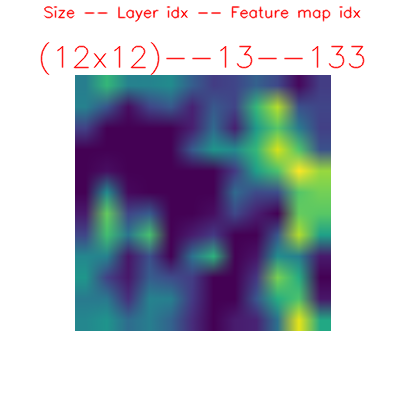 Size -- Layer idx -- Feature map idx
(12x12)--13--133